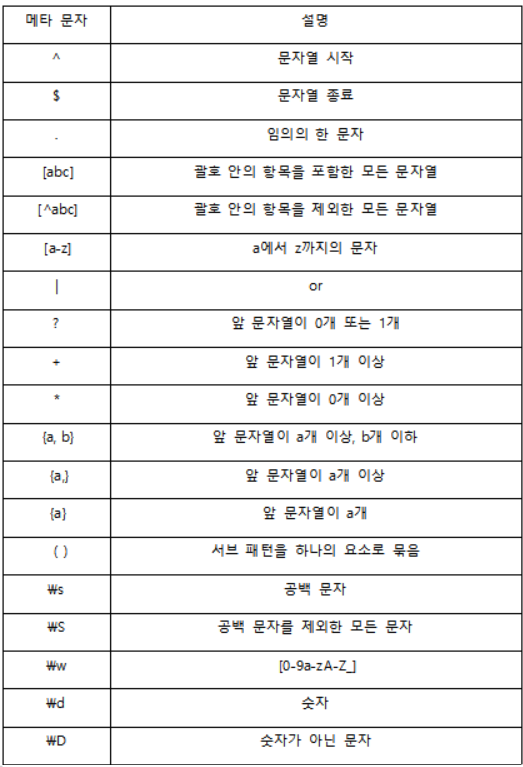 메타 문자 설명
^ 문자열 시작
$ 문자열 종료
. 임의의 한 문자
[abc] 괄호 안의 항목을 포함한 모든 문자열
[^abc] 괄호 안의 항목을 제외한 모든 문자열
[a-z] a에서 z까지의 문자
| or
? 앞 문자열이 0개 또는 1개
+ 앞 문자열이 1개 이상
* 앞 문자열이 0개 이상
{a, b} 앞 문자열이 a개 이상, b개 이하
{a,} 앞 문자열이 a개 이상
{a} 앞 문자열이 a개
( ) 서브 패턴을 하나의 요소로 묶음
₩s 공백 문자
₩S 공백 문자를 제외한 모든 문자
₩w [0-9a-zA-Z_]
₩d 숫자
₩D 숫자가 아닌 문자